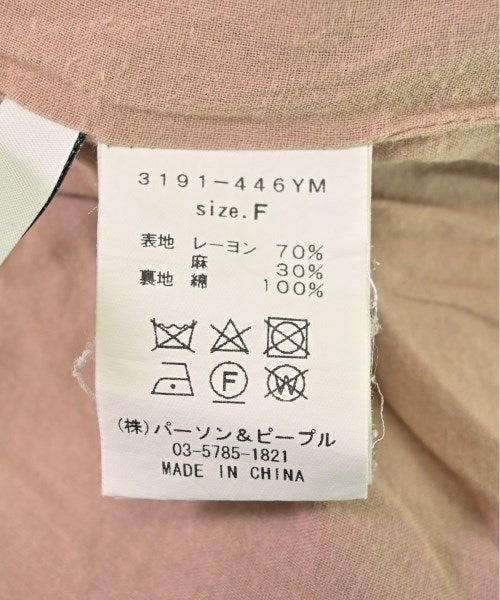 3191-446YM
size.F
表地 レーヨン 70%
麻 30%
裏地 綿 100%
F W
(株)パーソン&ピープル
03-5785-1821
MADE IN CHINA